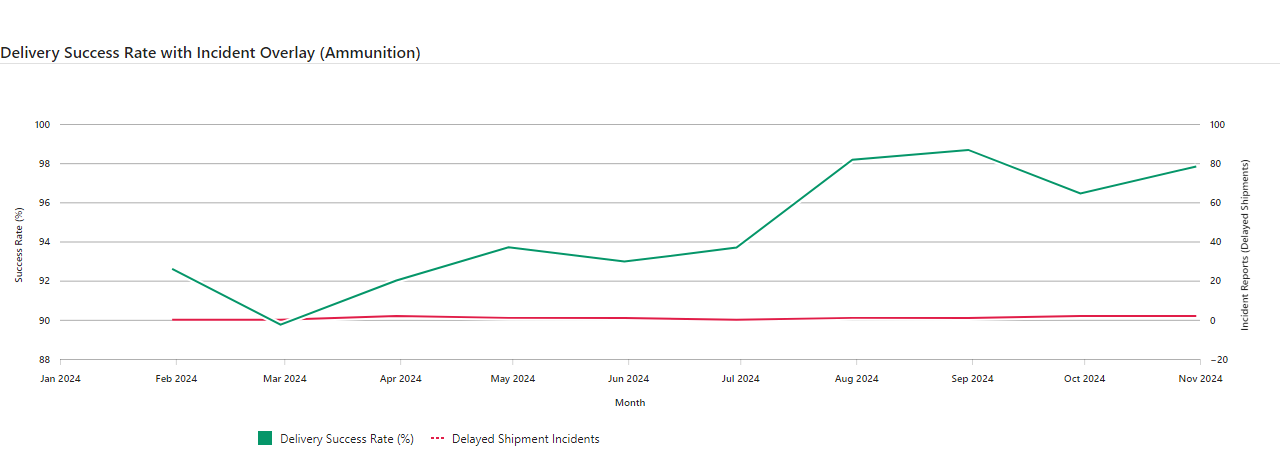 Delivery Success Rate with Incident Overlay (Ammunition)
100
98
96
94
92
90
88
Success Rate (%)
100
80
60
40
20
0
−20
Incident Reports (Delayed Shipments)
Jan 2024 Feb 2024 Mar 2024 Apr 2024 May 2024 Jun 2024 Jul 2024 Aug 2024 Sep 2024 Oct 2024 Nov 2024
Month
Delivery Success Rate (%) Delayed Shipment Incidents